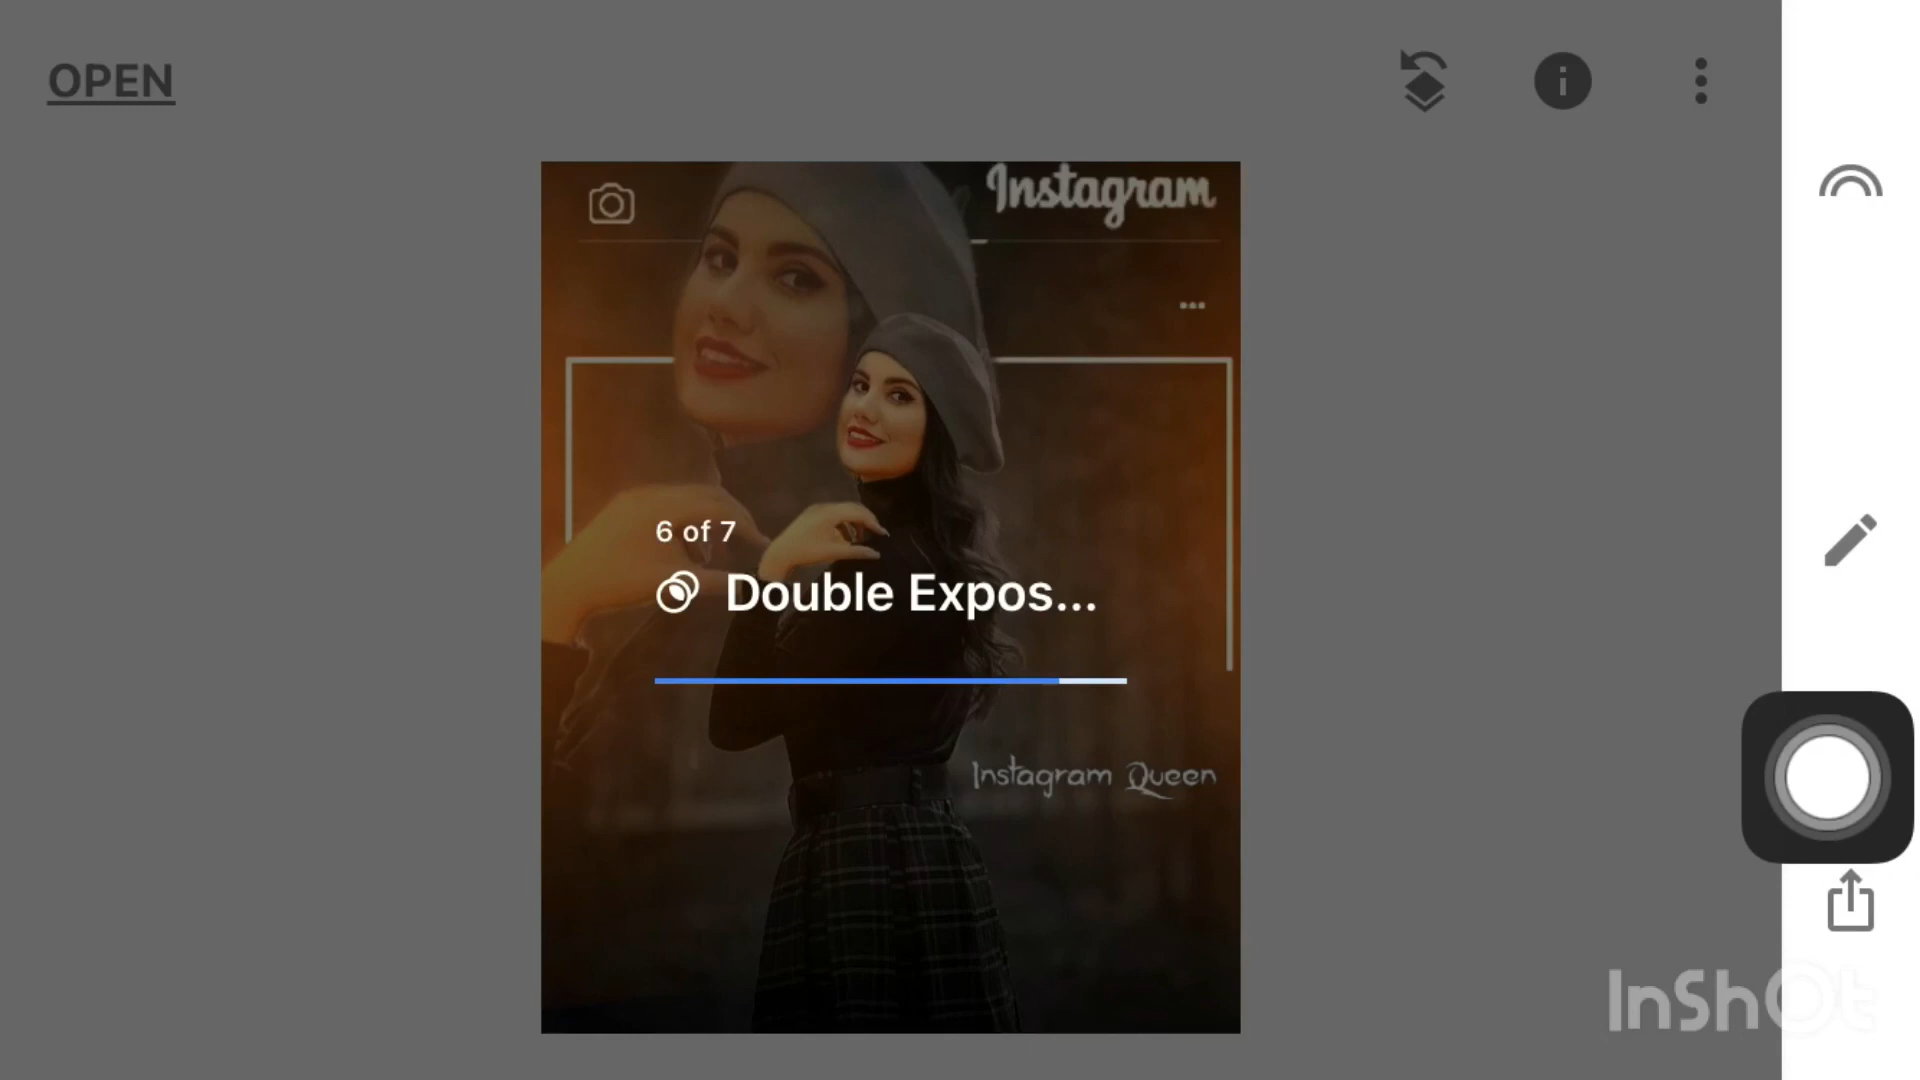 OPEN
Instagram
6 of 7
Double Expos...
Instagram Queen
InShOt